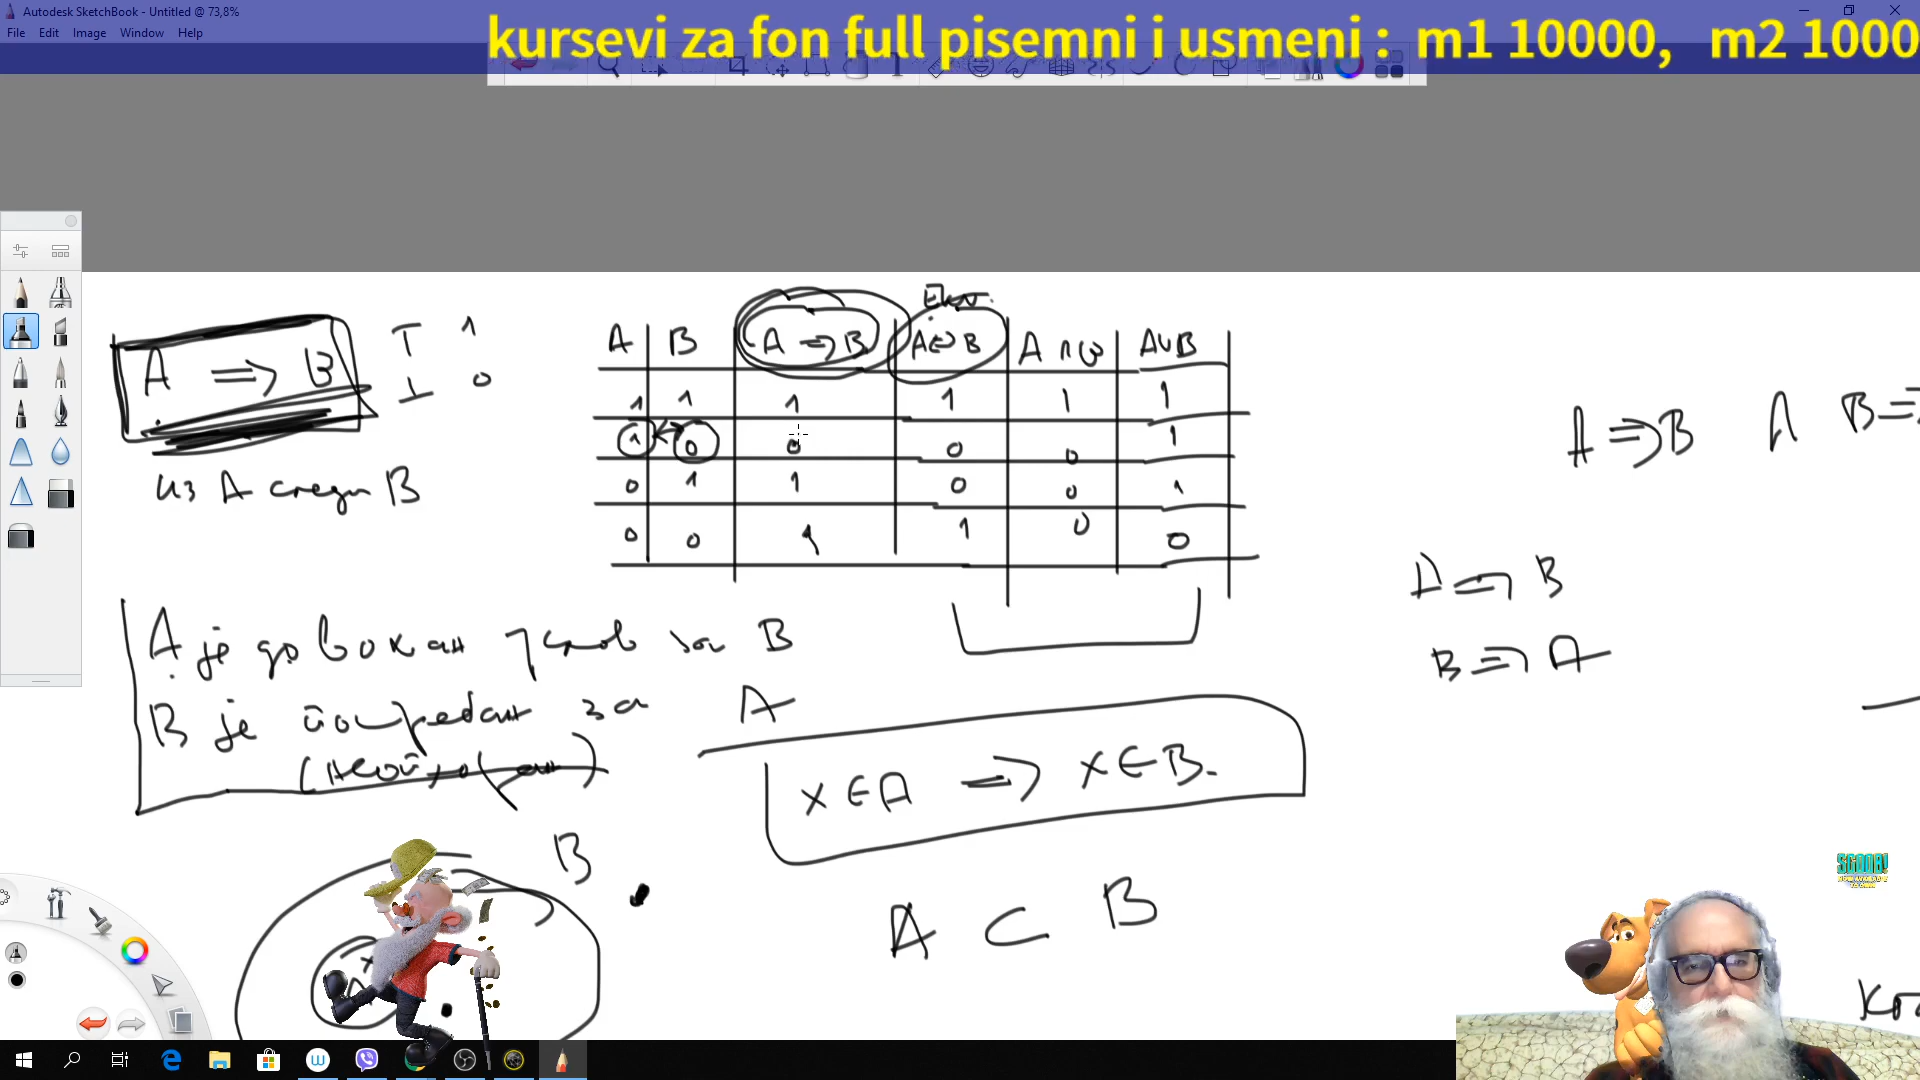 Autodesk SketchBook - Untitled @ 73,8%
File Edit Image Window Help
kursevi za fon full pisemni i usmeni : m1 10000, m2 1000
A ⇒ B
T 1
⊥ 0
из A следи B
A B A ⇒ B A⇔B A ∧ B A∨B
Екв.
1 1 1 1 1 1
1 0 0 0 0 1
0 1 1 0 0 1
0 0 1 1 0 0
A је довољан услов за B
B је потребан за A
x ∈ A ⇒ x ∈ B.
B
A ⊂ B
A ⇒ B A B ⇒
A ⇒ B
B ⇒ A
SCOOB!